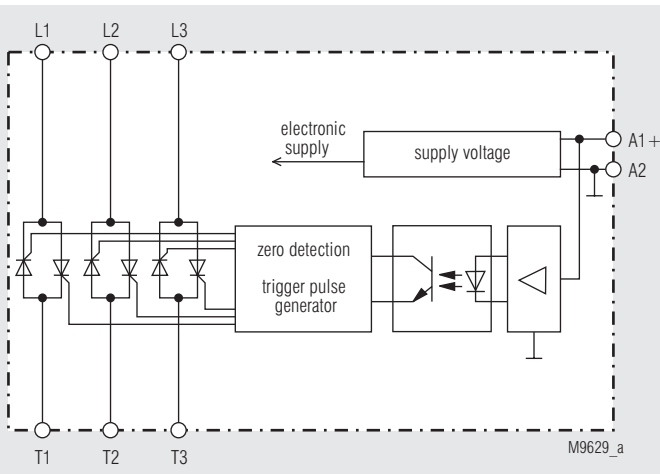 L1 L2 L3
electronic
supply
supply voltage
A1+
A2
zero detection
trigger pulse
generator
M9629_a
T1 T2 T3